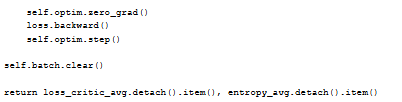 self.optim.zero_grad()
loss.backward()
self.optim.step()
self.batch.clear()
return loss_critic_avg.detach().item(), entropy_avg.detach().item()